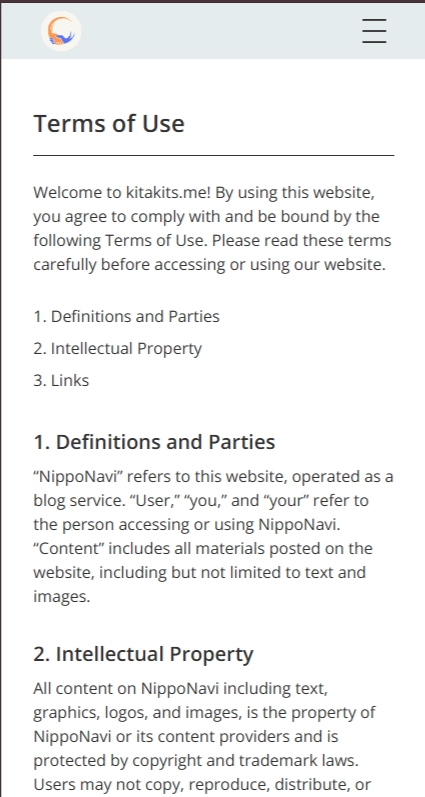 Terms of Use
Welcome to kitakits.me! By using this website,
you agree to comply with and be bound by the
following Terms of Use. Please read these terms
carefully before accessing or using our website.
1. Definitions and Parties
2. Intellectual Property
3. Links
1. Definitions and Parties
“NippoNavi” refers to this website, operated as a
blog service. “User,” “you,” and “your” refer to
the person accessing or using NippoNavi.
“Content” includes all materials posted on the
website, including but not limited to text and
images.
2. Intellectual Property
All content on NippoNavi including text,
graphics, logos, and images, is the property of
NippoNavi or its content providers and is
protected by copyright and trademark laws.
Users may not copy, reproduce, distribute, or